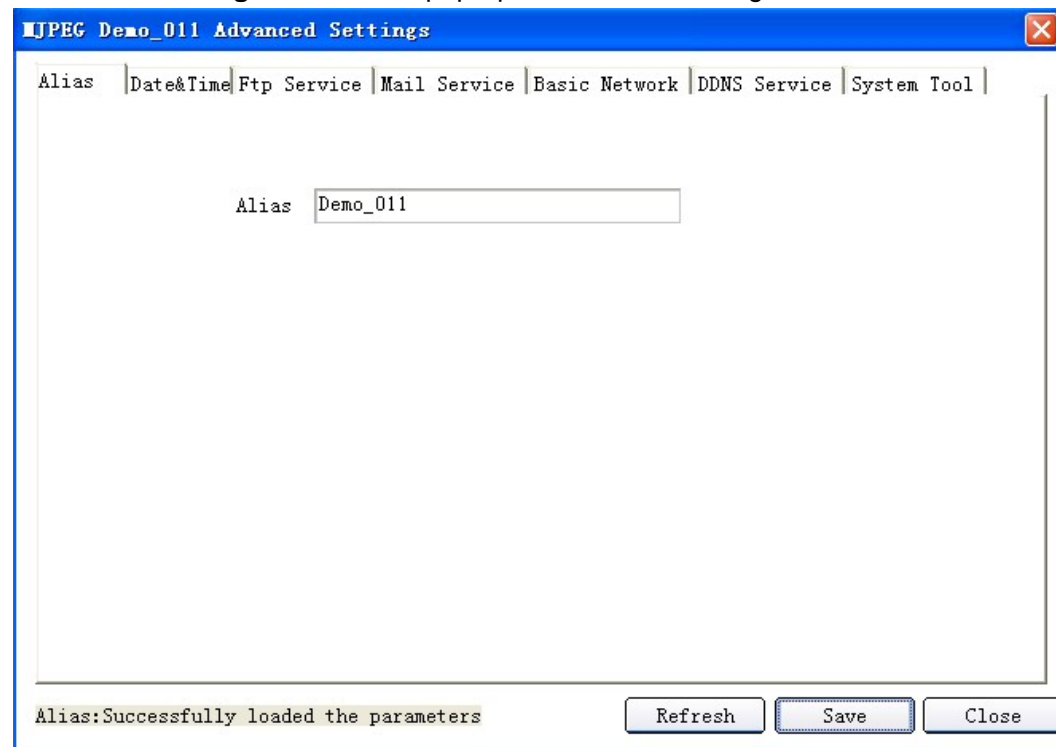 MJPEG Demo_011 Advanced Settings
Alias Date&Time Ftp Service Mail Service Basic Network DDNS Service System Tool
Alias Demo_011
Alias:Successfully loaded the parameters Refresh Save Close